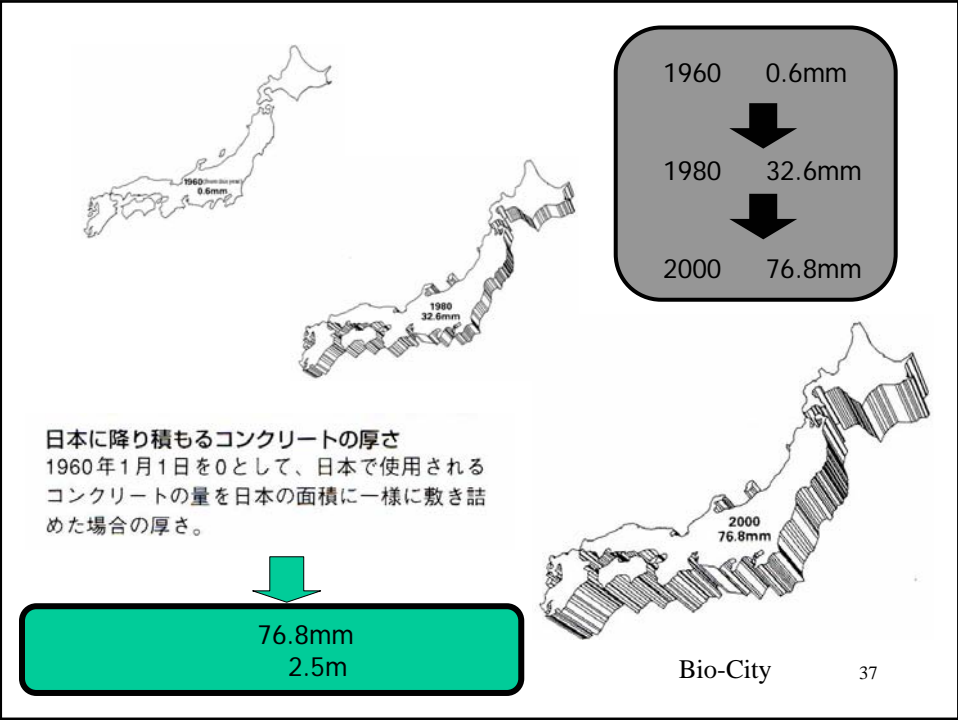 1960 0.6mm
1980 32.6mm
2000 76.8mm
1960(from this year)
0.6mm
1980
32.6mm
2000
76.8mm
日本に降り積もるコンクリートの厚さ
1960年1月1日を0として、日本で使用される
コンクリートの量を日本の面積に一様に敷き詰
めた場合の厚さ。
76.8mm
2.5m
Bio-City 37